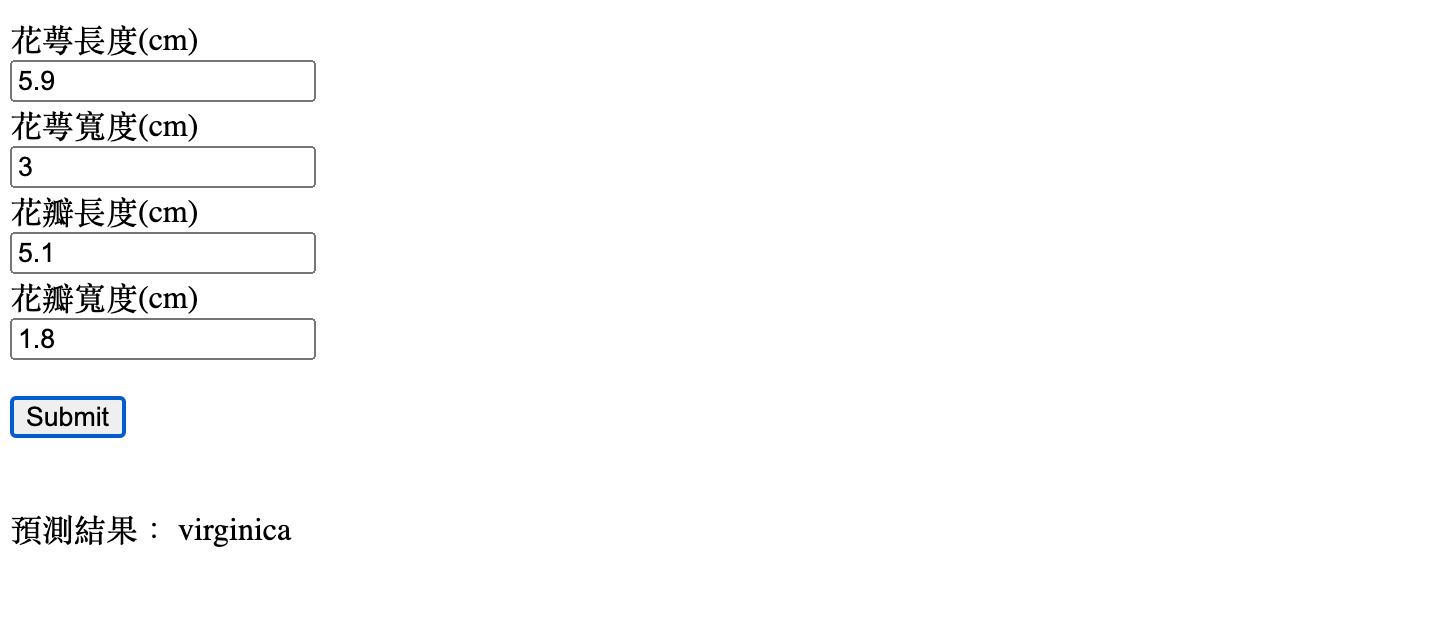 花萼長度(cm)
5.9
花萼寬度(cm)
3
花瓣長度(cm)
5.1
花瓣寬度(cm)
1.8
Submit
預測結果： virginica